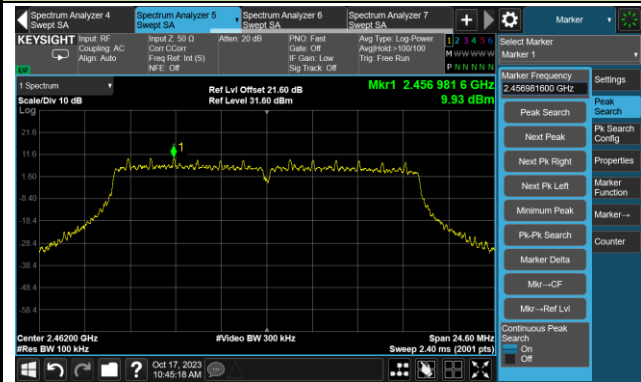 Spectrum Analyzer 4
Swept SA
Spectrum Analyzer 5
Swept SA
Spectrum Analyzer 6
Swept SA
Spectrum Analyzer 7
Swept SA
+
Marker
KEYSIGHT
Input: RF
Coupling: AC
Align: Auto
Input Z: 50 Ω
Corr CCorr
Freq Ref: Int (S)
NFE: Off
Atten: 20 dB
PNO: Fast
Gate: Off
IF Gain: Low
Sig Track: Off
Avg Type: Log-Power
Avg|Hold:>100/100
Trig: Free Run
1 2 3 4 5 6
M W W W W W
P N N N N N
Select Marker
Marker 1
1 Spectrum
Scale/Div 10 dB
Log
Ref Lvl Offset 21.60 dB
Ref Level 31.60 dBm
Mkr1 2.456 981 6 GHz
9.93 dBm
21.6
11.6
1.60
-8.40
-18.4
-28.4
-38.4
-48.4
-58.4
1
Center 2.46200 GHz
#Res BW 100 kHz
#Video BW 300 kHz
Span 24.60 MHz
Sweep 2.40 ms (2001 pts)
Marker Frequency
2.456981600 GHz
Peak Search
Next Peak
Next Pk Right
Next Pk Left
Minimum Peak
Pk-Pk Search
Marker Delta
Mkr→CF
Mkr→Ref Lvl
Continuous Peak
Search
On
Off
Settings
Peak
Search
Pk Search
Config
Properties
Marker
Function
Marker→
Counter
?
Oct 17, 2023
10:45:18 AM